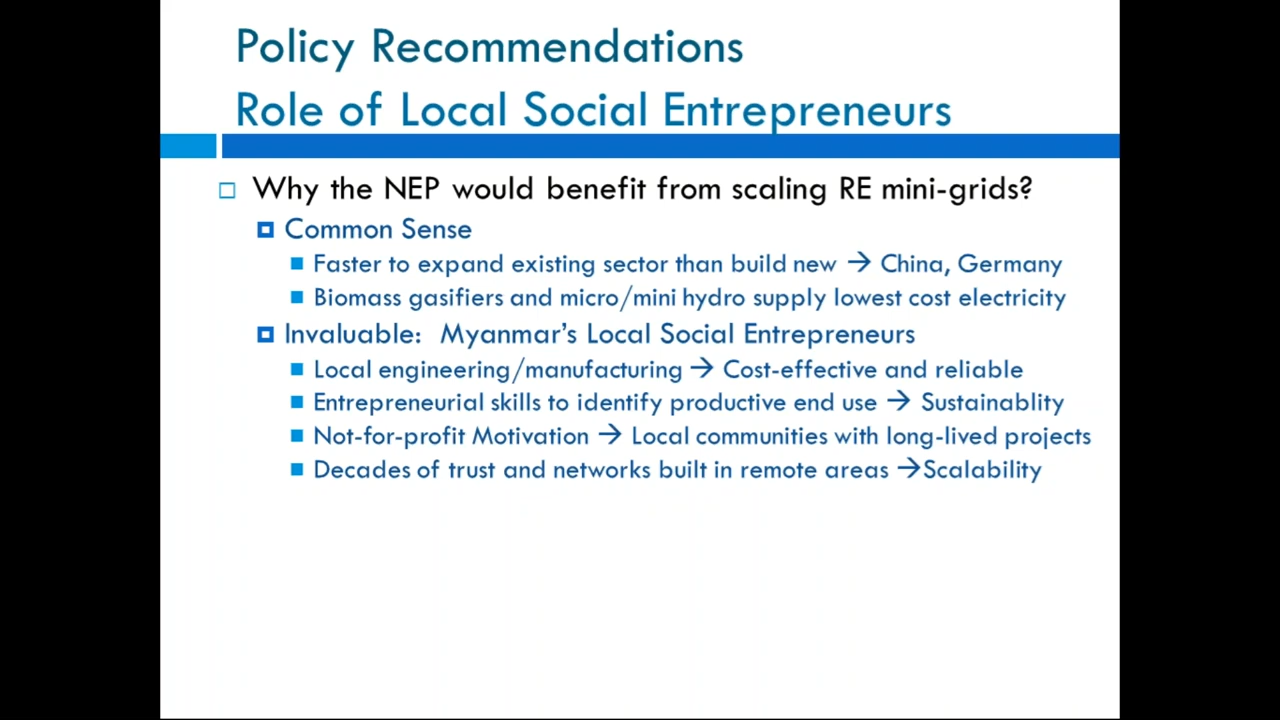 Policy Recommendations
Role of Local Social Entrepreneurs
Why the NEP would benefit from scaling RE mini-grids?
Common Sense
Faster to expand existing sector than build new → China, Germany
Biomass gasifiers and micro/mini hydro supply lowest cost electricity
Invaluable: Myanmar's Local Social Entrepreneurs
Local engineering/manufacturing → Cost-effective and reliable
Entrepreneurial skills to identify productive end use → Sustainablity
Not-for-profit Motivation → Local communities with long-lived projects
Decades of trust and networks built in remote areas →Scalability